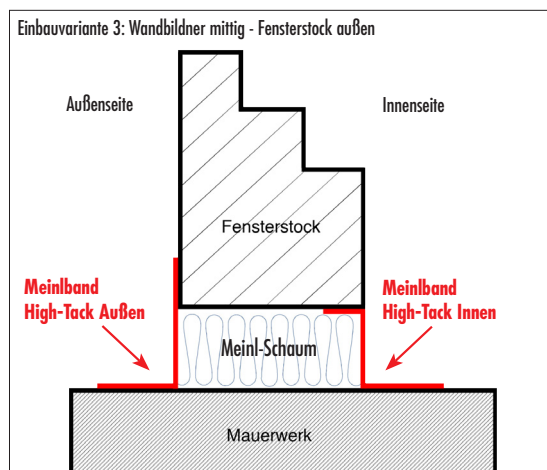 Einbauvariante 3: Wandbildner mittig - Fensterstock außen
Außenseite
Innenseite
Fensterstock
Meinlband
High-Tack Außen
Meinlband
High-Tack Innen
Meinl-Schaum
Mauerwerk